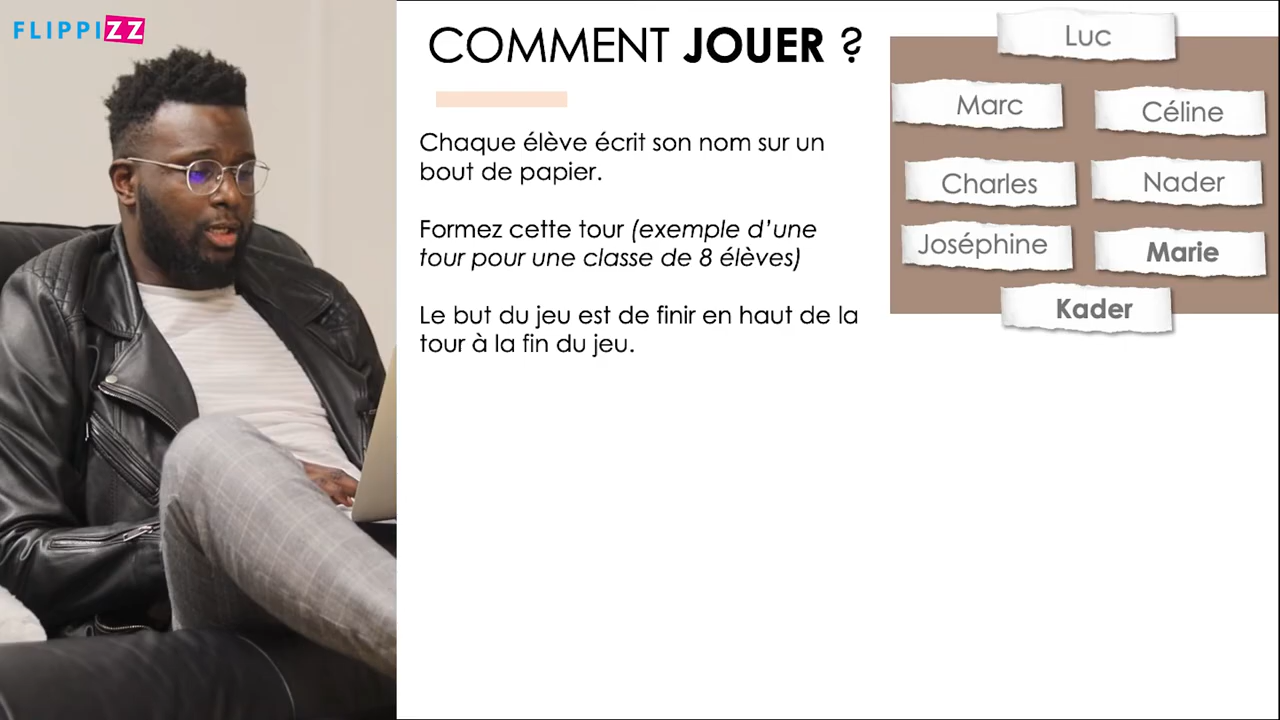 FLIPPIZZ
COMMENT JOUER ?
Chaque élève écrit son nom sur un
bout de papier.
Formez cette tour (exemple d’une
tour pour une classe de 8 élèves)
Le but du jeu est de finir en haut de la
tour à la fin du jeu.
Luc
Marc
Céline
Charles
Nader
Joséphine
Marie
Kader